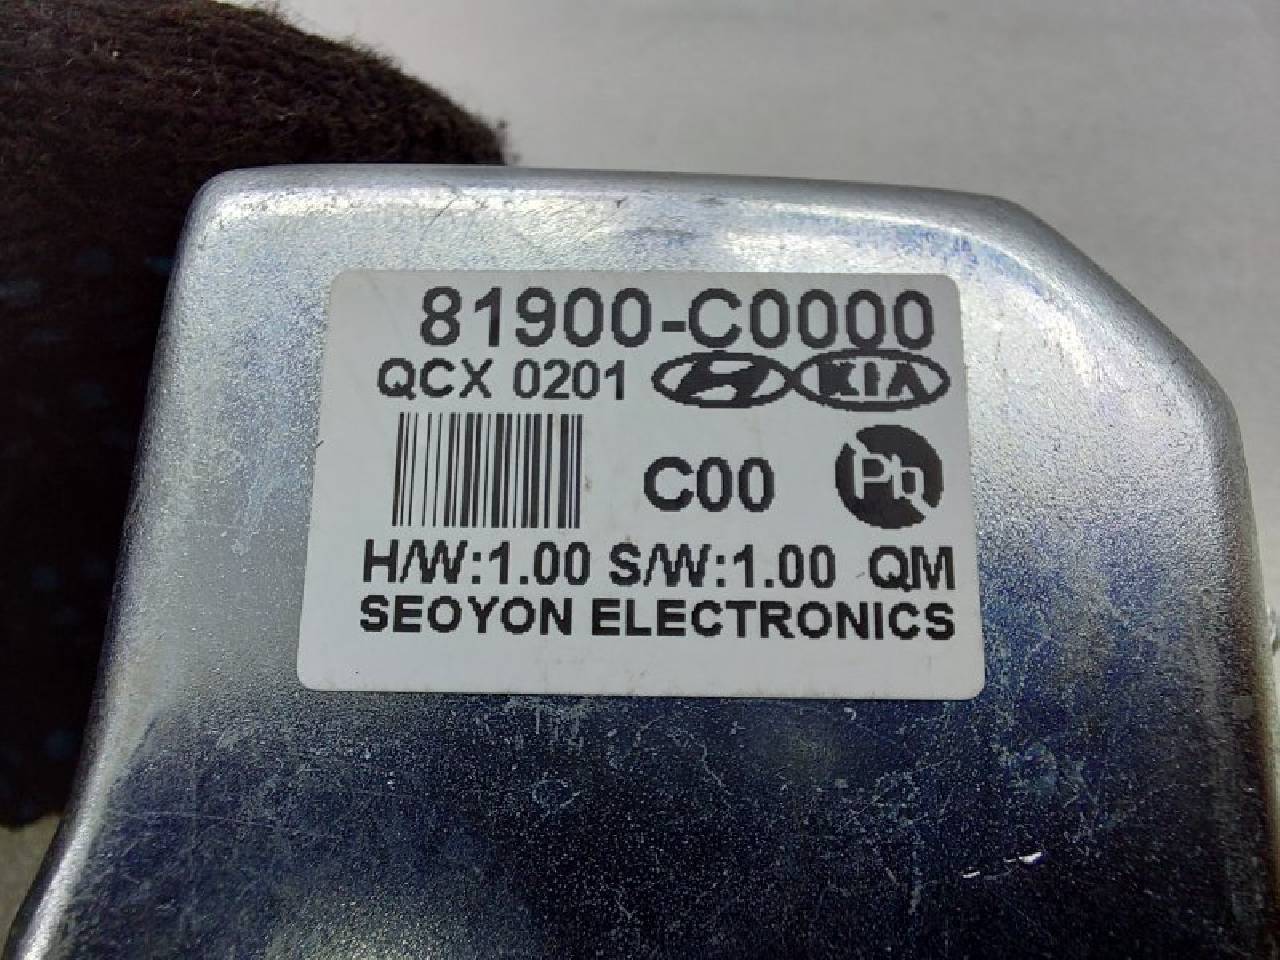 81900-C0000
QCX 0201 KIA
C00 Pb
H/W:1.00 S/W:1.00 QM
SEOYON ELECTRONICS